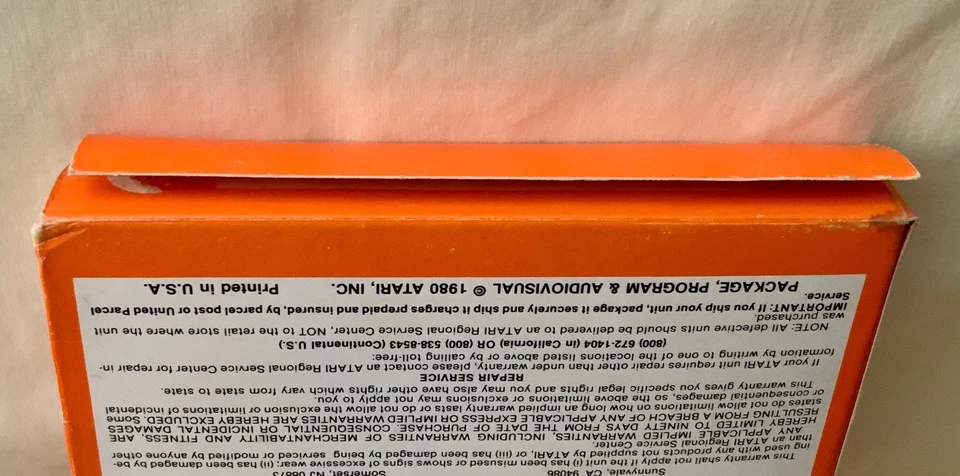 Sunnyvale, CA 94086 Somerset, NJ 08873
This warranty shall not apply if the unit (i) has been misused or shows signs of excessive wear; (ii) has been damaged by be-
ing used with any products not supplied by ATARI, or (iii) has been damaged by being serviced or modified by anyone other
than an ATARI Regional Service Center.
ANY APPLICABLE IMPLIED WARRANTIES, INCLUDING WARRANTIES OF MERCHANTABILITY AND FITNESS, ARE
HEREBY LIMITED TO NINETY DAYS FROM THE DATE OF PURCHASE. CONSEQUENTIAL OR INCIDENTAL DAMAGES
RESULTING FROM A BREACH OF ANY APPLICABLE EXPRESS OR IMPLIED WARRANTIES ARE HEREBY EXCLUDED. Some
states do not allow limitations on how long an implied warranty lasts or do not allow the exclusion or limitations of incidental
or consequential damages, so the above limitations or exclusions may not apply to you.
This warranty gives you specific legal rights and you may also have other rights which vary from state to state.
REPAIR SERVICE
If your ATARI unit requires repair other than under warranty, please contact an ATARI Regional Service Center for repair in-
formation by writing to one of the locations listed above or by calling toll-free:
(800) 672-1404 (in California) OR (800) 538-8543 (Continental U.S.)
NOTE: All defective units should be delivered to an ATARI Regional Service Center, NOT to the retail store where the unit
was purchased.
IMPORTANT: If you ship your unit, package it securely and ship it charges prepaid and insured, by parcel post or United Parcel
Service.
PACKAGE, PROGRAM & AUDIOVISUAL © 1980 ATARI, INC. Printed in U.S.A.